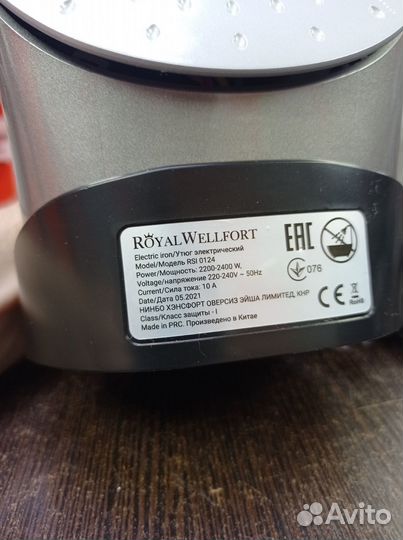 ROYALWELLFORT
Electric iron/Утюг электрический
Model/Модель RSI 0124
Power/Мощность: 2200-2400 W,
Voltage/напряжение 220-240V ~ 50Hz
Current/Сила тока: 10 A
Date/Дата 05.2021
НИНБО ХЭНСФОРТ ОВЕРСИЗ ЭЙША ЛИМИТЕД, КНР
Class/Класс защиты - I
Made in PRC. Произведено в Китае
EAC
076
CE
RoHS
Avito